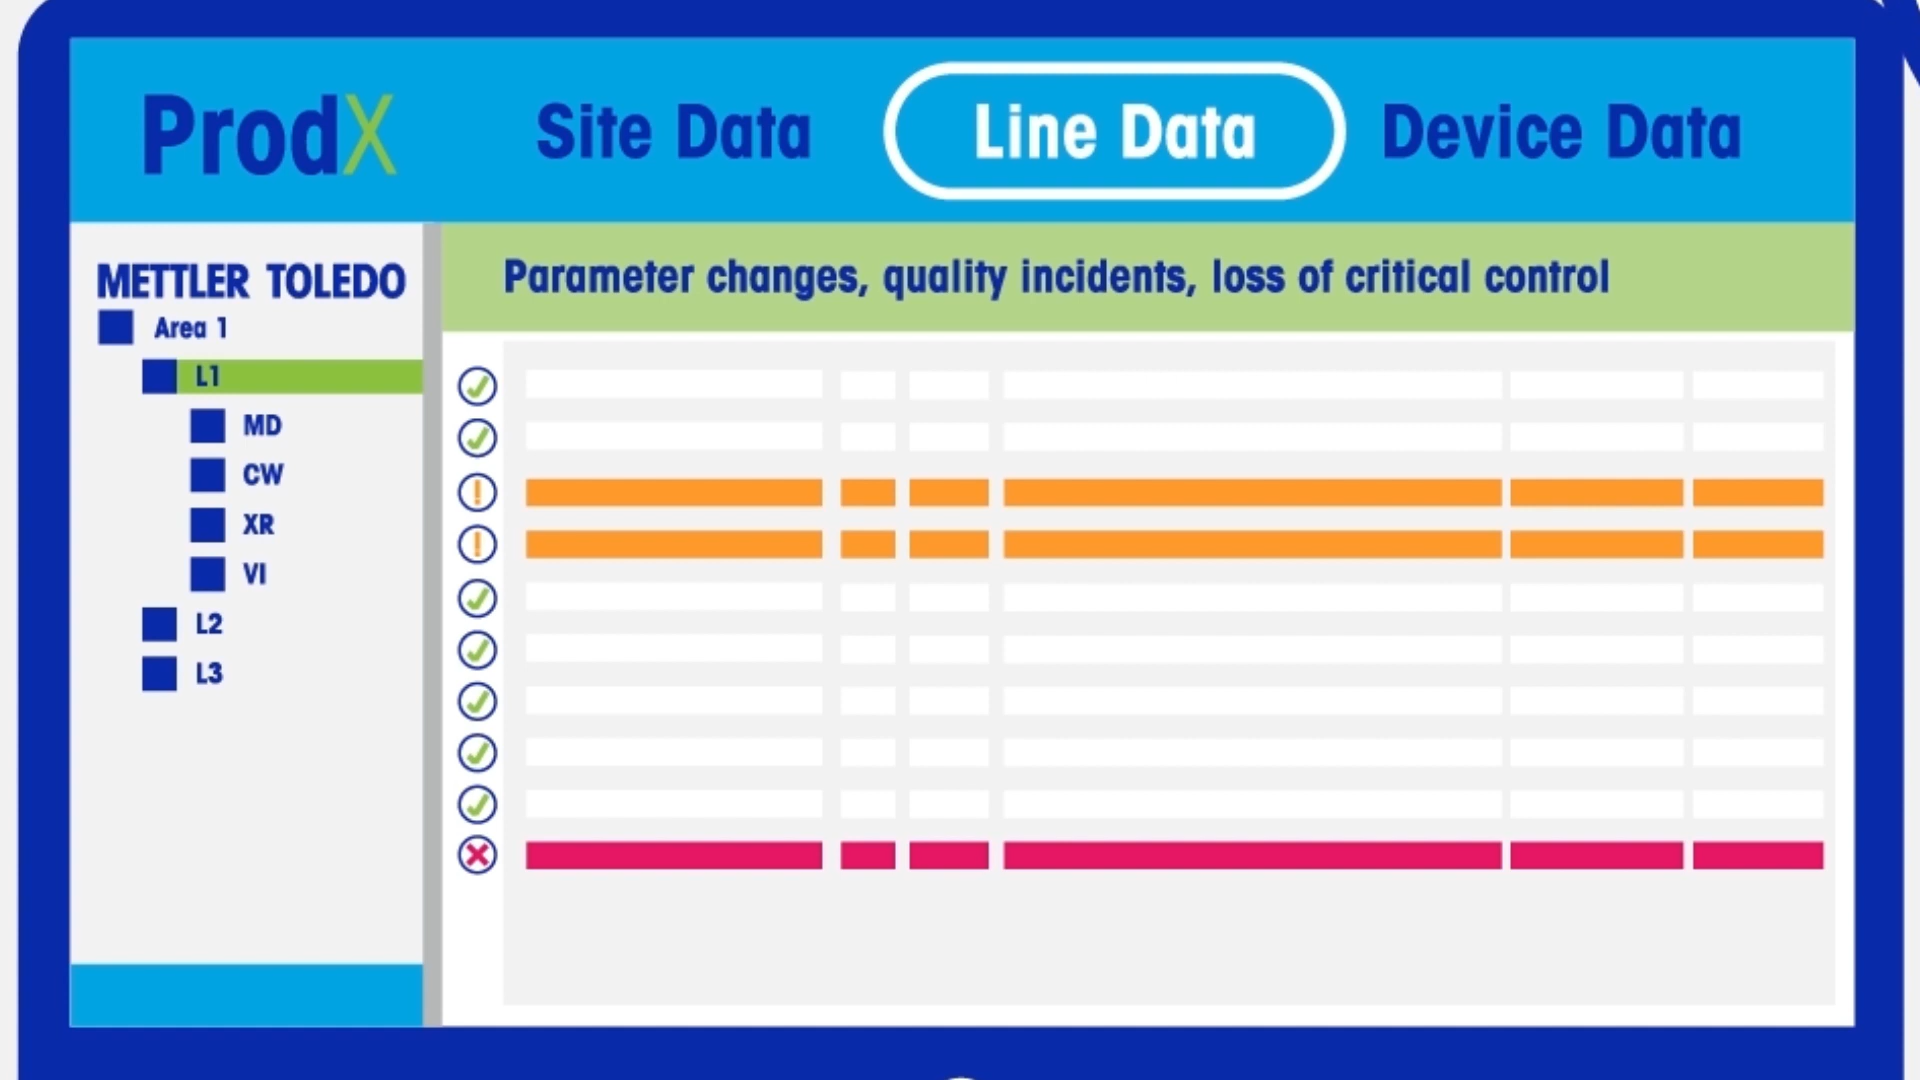 ProdX
Site Data
Line Data
Device Data
METTLER TOLEDO
Area 1
L1
MD
CW
XR
VI
L2
L3
Parameter changes, quality incidents, loss of critical control